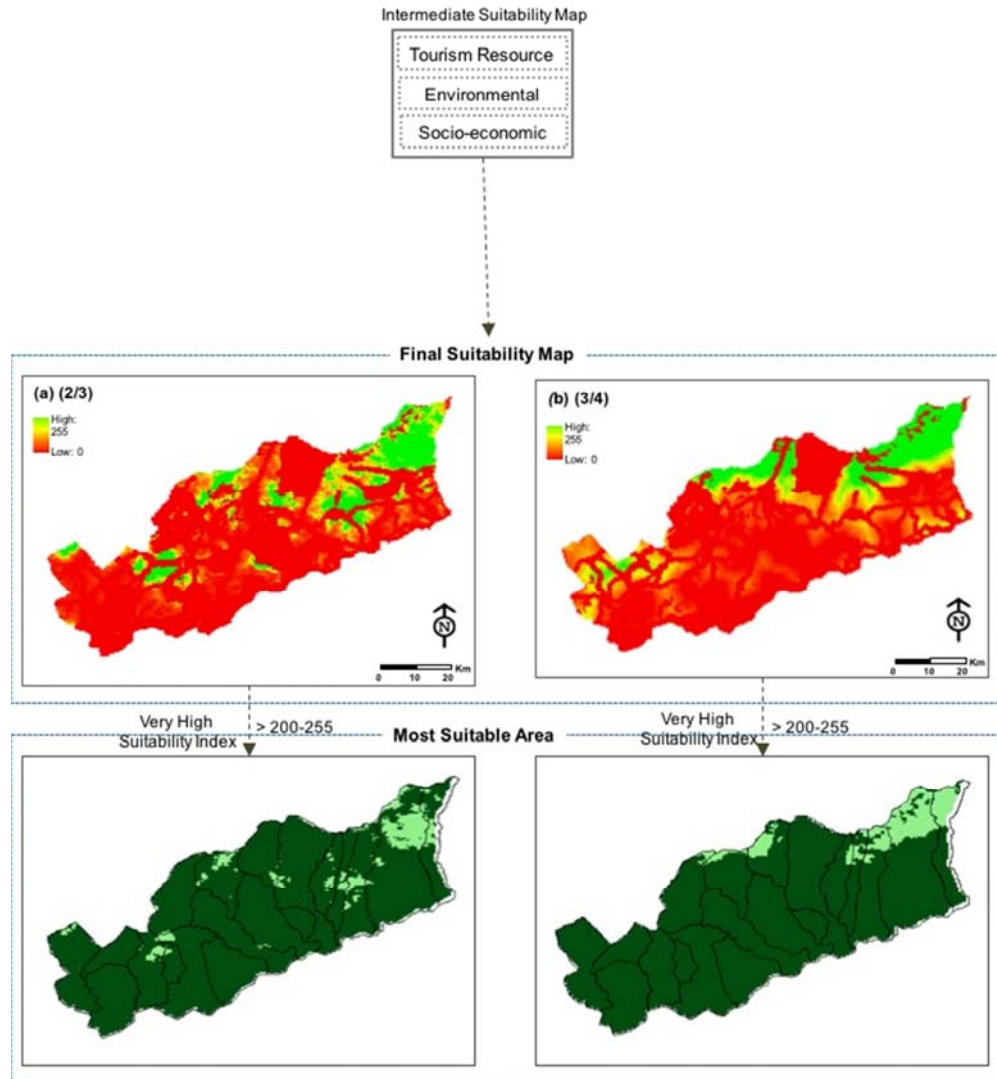 Intermediate Suitability Map
Tourism Resource
Environmental
Socio-economic
Final Suitability Map
(a) (2/3)
High:
255
Low: 0
N
0 10 20 Km
(b) (3/4)
High:
255
Low: 0
N
0 10 20 Km
Very High
Suitability Index
> 200-255
Very High
Suitability Index
> 200-255
Most Suitable Area